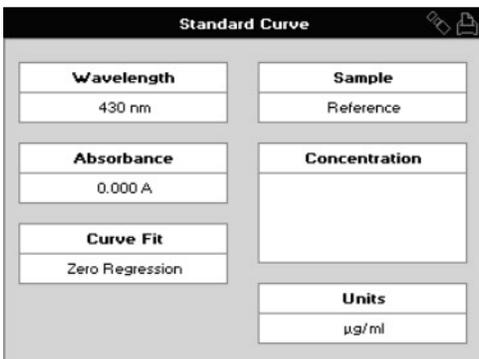 Standard Curve
Wavelength
430 nm
Sample
Reference
Absorbance
0.000 A
Concentration
Curve Fit
Zero Regression
Units
µg/ml